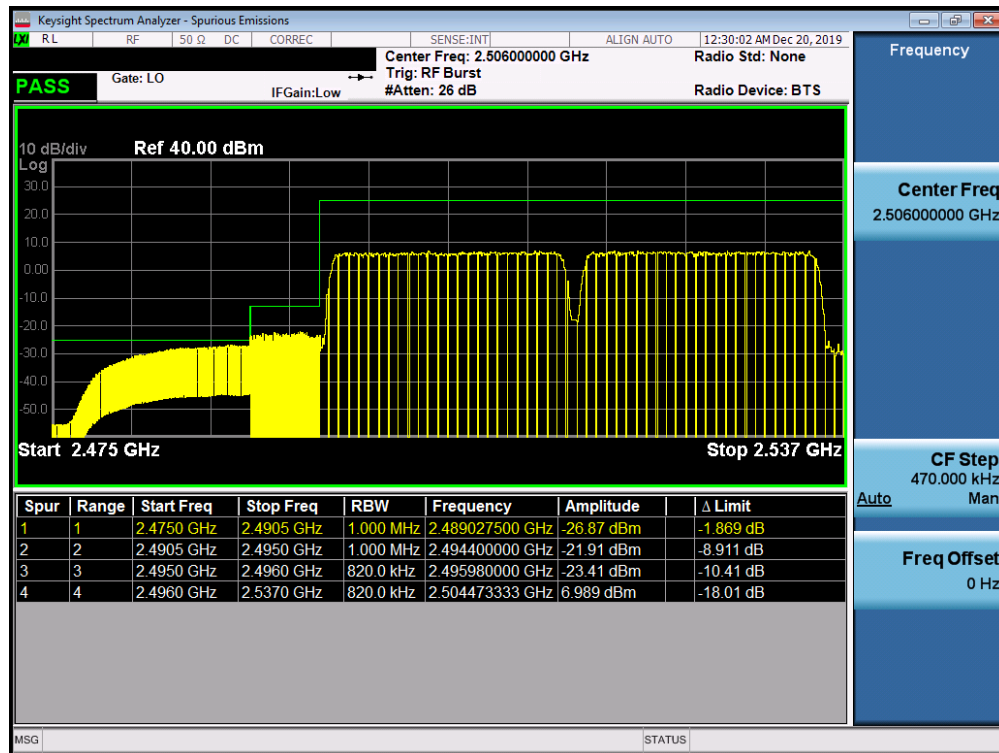 Keysight Spectrum Analyzer - Spurious Emissions
LXI RL RF 50 Ω DC CORREC SENSE:INT ALIGN AUTO 12:30:02 AM Dec 20, 2019
Center Freq: 2.506000000 GHz Radio Std: None
PASS Gate: LO Trig: RF Burst
IFGain:Low #Atten: 26 dB Radio Device: BTS
10 dB/div Ref 40.00 dBm
Log
30.0
20.0
10.0
0.00
-10.0
-20.0
-30.0
-40.0
-50.0
Start 2.475 GHz Stop 2.537 GHz
Spur Range Start Freq Stop Freq RBW Frequency Amplitude Δ Limit
1 1 2.4750 GHz 2.4905 GHz 1.000 MHz 2.489027500 GHz -26.87 dBm -1.869 dB
2 2 2.4905 GHz 2.4950 GHz 1.000 MHz 2.494400000 GHz -21.91 dBm -8.911 dB
3 3 2.4950 GHz 2.4960 GHz 820.0 kHz 2.495980000 GHz -23.41 dBm -10.41 dB
4 4 2.4960 GHz 2.5370 GHz 820.0 kHz 2.504473333 GHz 6.989 dBm -18.01 dB
MSG STATUS
Frequency
Center Freq
2.506000000 GHz
CF Step
470.000 kHz
Auto Man
Freq Offset
0 Hz